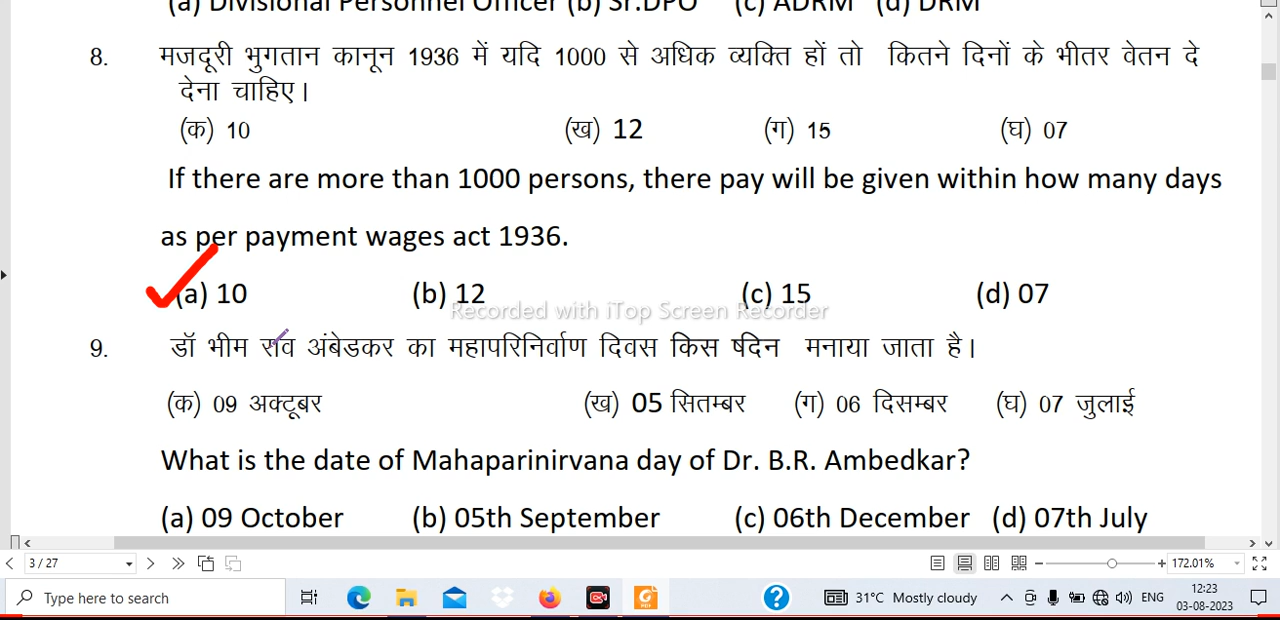 (a) Divisional Personnel Officer (b) Sr.DPO (c) ADRM (d) DRM
8. मजदूरी भुगतान कानून 1936 में यदि 1000 से अधिक व्यक्ति हों तो कितने दिनों के भीतर वेतन दे
देना चाहिए।
(क) 10 (ख) 12 (ग) 15 (घ) 07
If there are more than 1000 persons, there pay will be given within how many days
as per payment wages act 1936.
(a) 10 (b) 12 (c) 15 (d) 07
Recorded with iTop Screen Recorder
9. डॉ भीम राव अंबेडकर का महापरिनिर्वाण दिवस किस र्षदिन मनाया जाता है।
(क) 09 अक्टूबर (ख) 05 सितम्बर (ग) 06 दिसम्बर (घ) 07 जुलाई
What is the date of Mahaparinirvana day of Dr. B.R. Ambedkar?
(a) 09 October (b) 05th September (c) 06th December (d) 07th July
3 / 27 172.01%
Type here to search 31°C Mostly cloudy ENG 12:23
03-08-2023